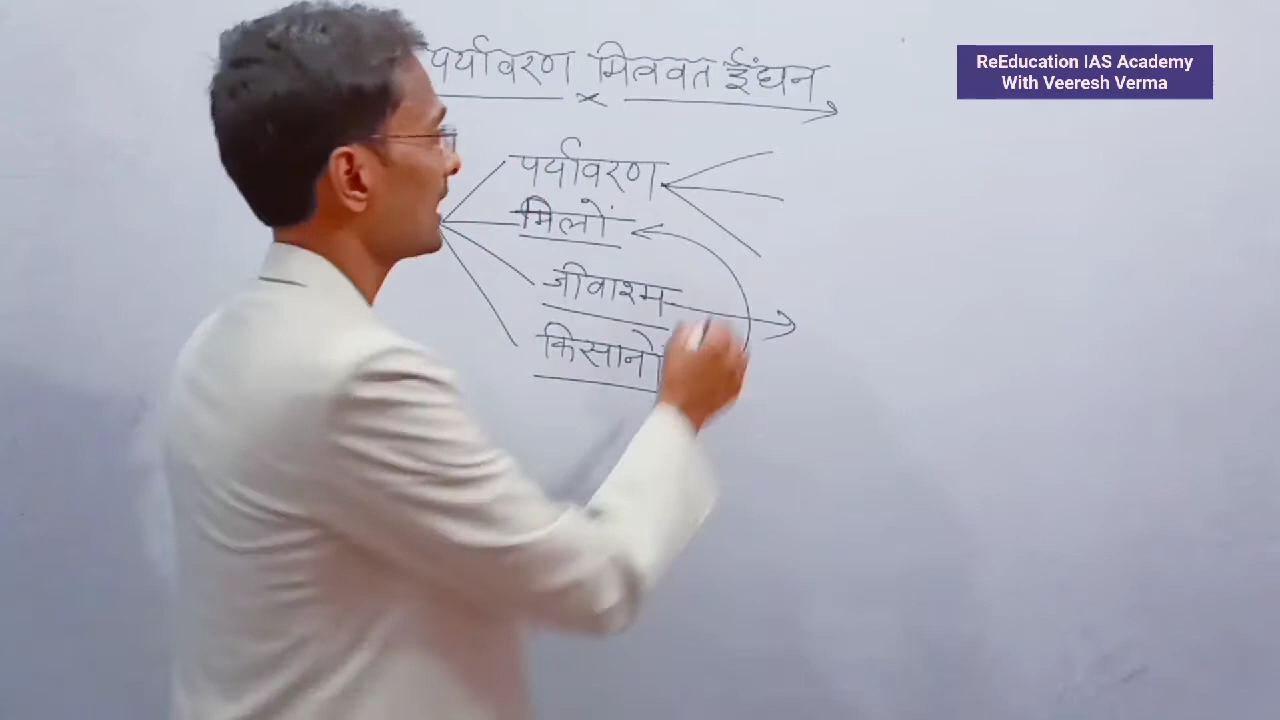 पर्यावरण मित्रवत ईंधन
पर्यावरण
मिलों
जीवाश्म
किसानों
ReEducation IAS Academy
With Veeresh Verma